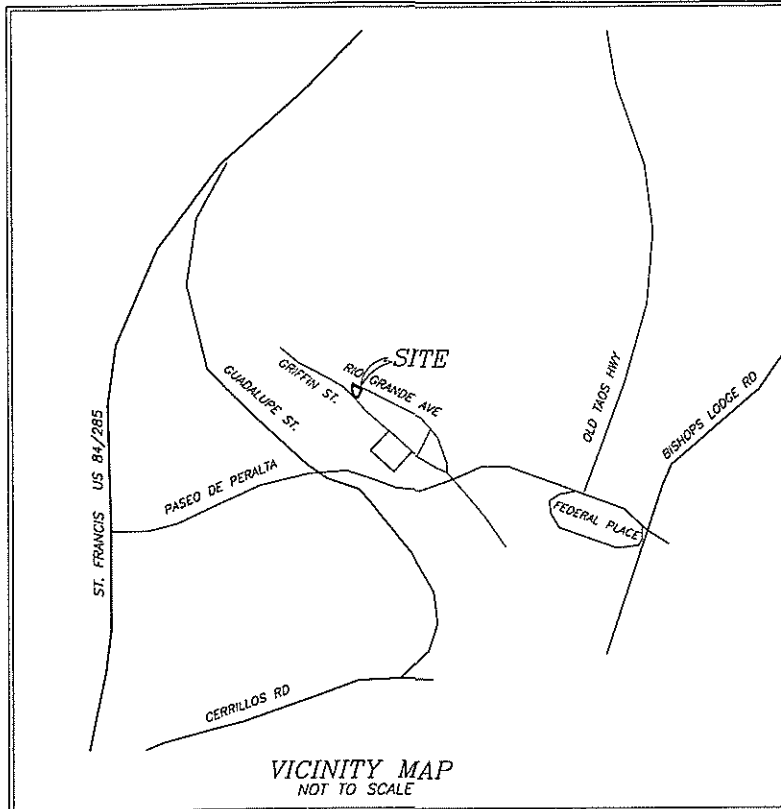 SITE
GRIFFIN ST.
RIO GRANDE AVE
GUADALUPE ST.
OLD TAOS HWY
BISHOPS LODGE RD
ST. FRANCIS US 84/285
PASEO DE PERALTA
FEDERAL PLACE
CERRILLOS RD
VICINITY MAP
NOT TO SCALE